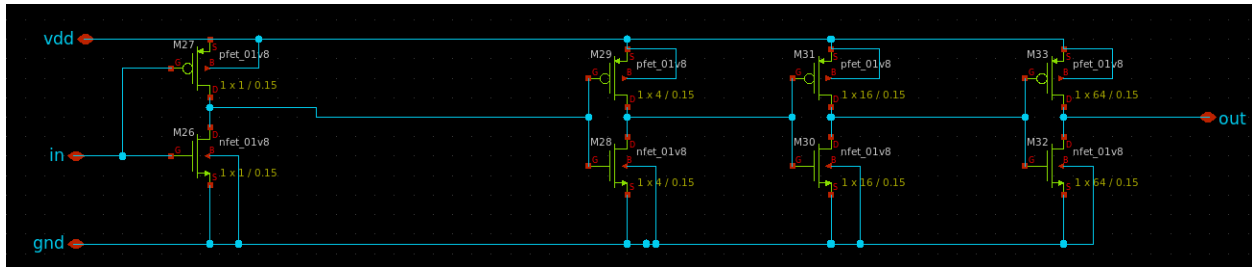 vdd
M27
S
pfet_01v8
G
B
1 x 1 / 0.15
D
M29
S
pfet_01v8
G
B
1 x 4 / 0.15
D
M31
S
pfet_01v8
G
B
1 x 16 / 0.15
D
M33
S
pfet_01v8
G
B
1 x 64 / 0.15
D
out
in
M26
D
nfet_01v8
G
B
1 x 1 / 0.15
S
M28
D
nfet_01v8
G
B
1 x 4 / 0.15
S
M30
D
nfet_01v8
G
B
1 x 16 / 0.15
S
M32
D
nfet_01v8
G
B
1 x 64 / 0.15
S
gnd